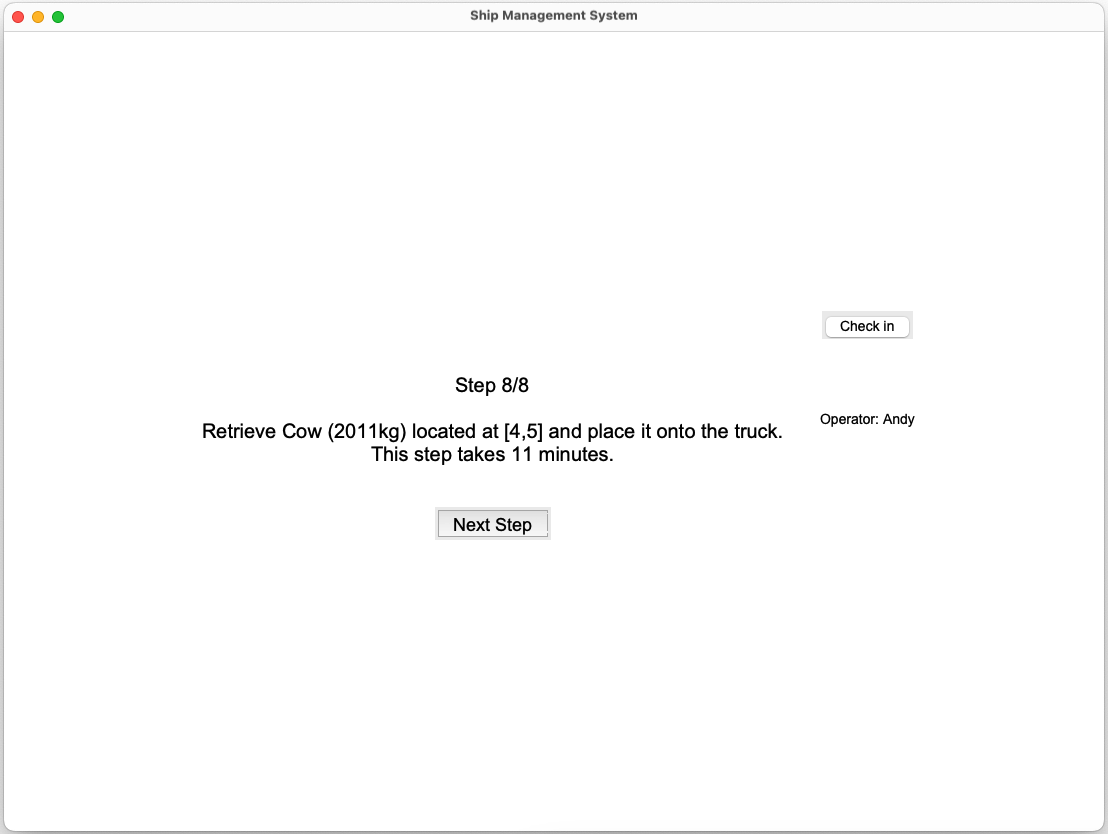 Ship Management System
Check in
Step 8/8
Operator: Andy
Retrieve Cow (2011kg) located at [4,5] and place it onto the truck.
This step takes 11 minutes.
Next Step